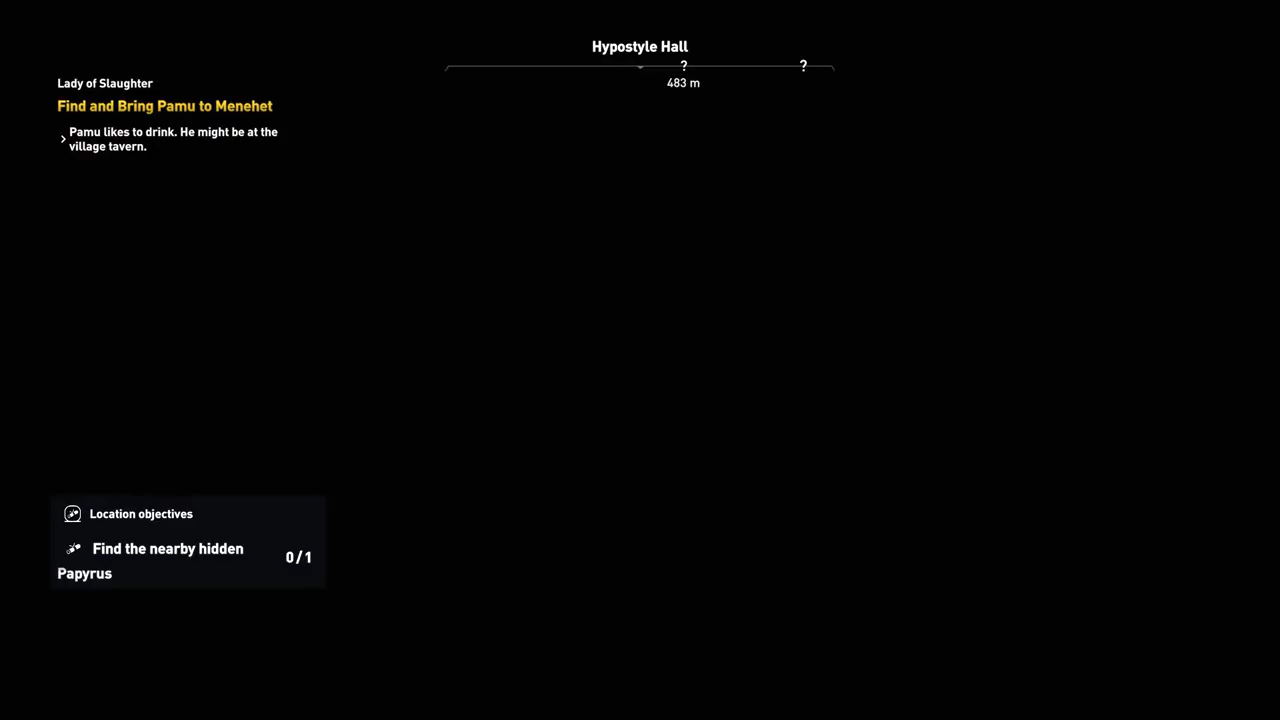 Hypostyle Hall
? ?
483 m
Lady of Slaughter
Find and Bring Pamu to Menehet
Pamu likes to drink. He might be at the
village tavern.
Location objectives
Find the nearby hidden
Papyrus
0/1